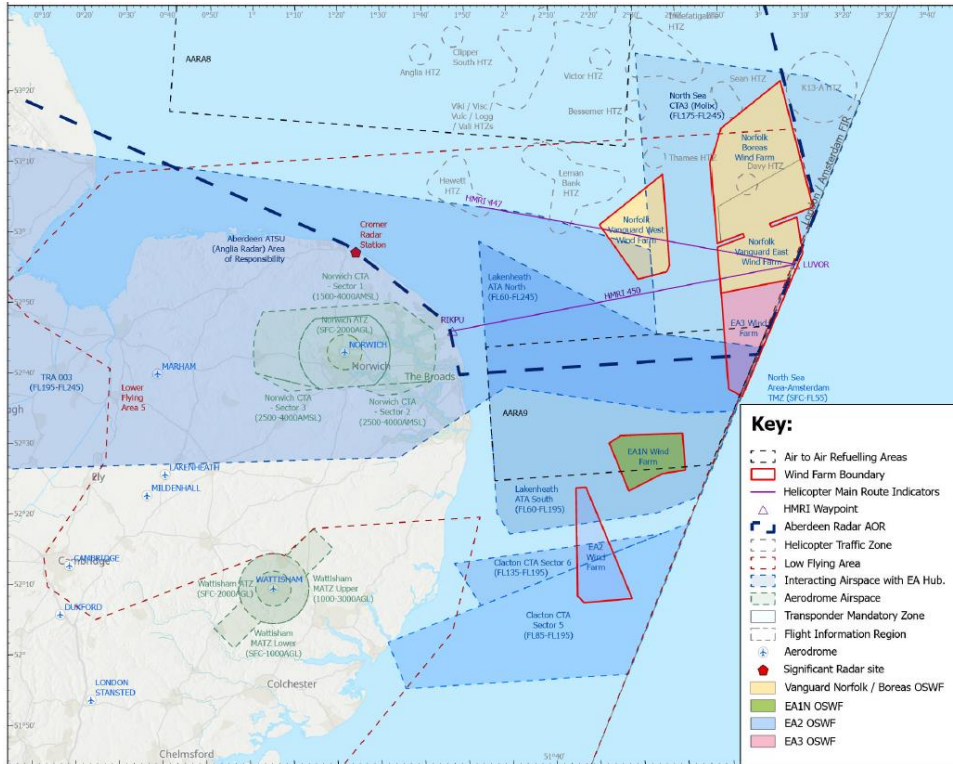 0°10'
0°20'
0°30'
0°40'
0°50'
1°
1°10'
1°20'
1°30'
1°40'
1°50'
2°
2°10'
2°20'
2°30'
2°40'
2°50'
3°
3°10'
3°20'
3°30'
3°40'
53°20'
53°10'
53°
52°50'
52°40'
52°30'
52°20'
52°10'
52°
51°50'
51°40'
AARA8
Clipper
South HTZ
Anglia HTZ
Victor HTZ
Indefatigable
HTZ
HTZ
Sean HTZ
K13-A HTZ
Viki / Visc /
Vulc / Logg
/ Vali HTZs
Bessemer HTZ
North Sea
CTA3 (Molix)
(FL175-FL245)
Thames HTZ
Norfolk
Boreas
Wind Farm
Davy HTZ
London / Amsterdam FIR
Hewett
HTZ
Leman
Bank
HTZ
HMRI 447
Norfolk
Vanguard West
Wind Farm
Norfolk
Vanguard East
Wind Farm
LUVOR
Cromer
Radar
Station
Aberdeen ATSU
(Anglia Radar) Area
of Responsibility
Norwich CTA -
Sector 1
(1500-4000AMSL)
Lakenheath
ATA North
(FL60-FL245)
HMRI 450
RIKPU
Norwich ATZ
(SFC-2000AGL)
NORWICH
Norwich
The Broads
EA3 Wind
Farm
MARHAM
TRA 003
(FL195-FL245)
Lower
Flying
Area 5
Norwich CTA
- Sector 3
(2500-4000AMSL)
Norwich CTA
- Sector 2
(2500-4000AMSL)
AARA9
North Sea
Area-Amsterdam
TMZ (SFC-FL55)
EA1N Wind
Farm
LAKENHEATH
Ely
MILDENHALL
Lakenheath
ATA South
(FL60-FL195)
EA2
Wind
Farm
CAMBRIDGE
Wattisham ATZ
(SFC-2000AGL)
WATTISHAM
Wattisham
MATZ Upper
(1000-3000AGL)
Clacton CTA Sector 6
(FL135-FL195)
DUXFORD
Wattisham
MATZ Lower
(SFC-1000AGL)
Clacton CTA
Sector 5
(FL85-FL195)
LONDON
STANSTED
Colchester
Chelmsford
Key:
Air to Air Refuelling Areas
Wind Farm Boundary
Helicopter Main Route Indicators
HMRI Waypoint
Aberdeen Radar AOR
Helicopter Traffic Zone
Low Flying Area
Interacting Airspace with EA Hub.
Aerodrome Airspace
Transponder Mandatory Zone
Flight Information Region
Aerodrome
Significant Radar site
Vanguard Norfolk / Boreas OSWF
EA1N OSWF
EA2 OSWF
EA3 OSWF